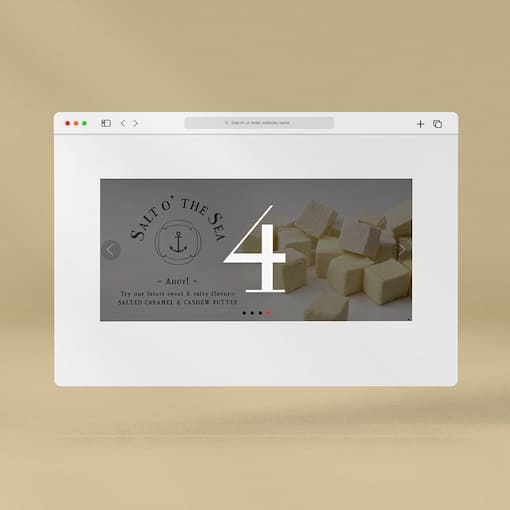 Search or enter website name
SALT O' THE SEA
4
~ AHOY! ~
Try our latest sweet & salty flavors:
SALTED CARAMEL & CASHEW BUTTER